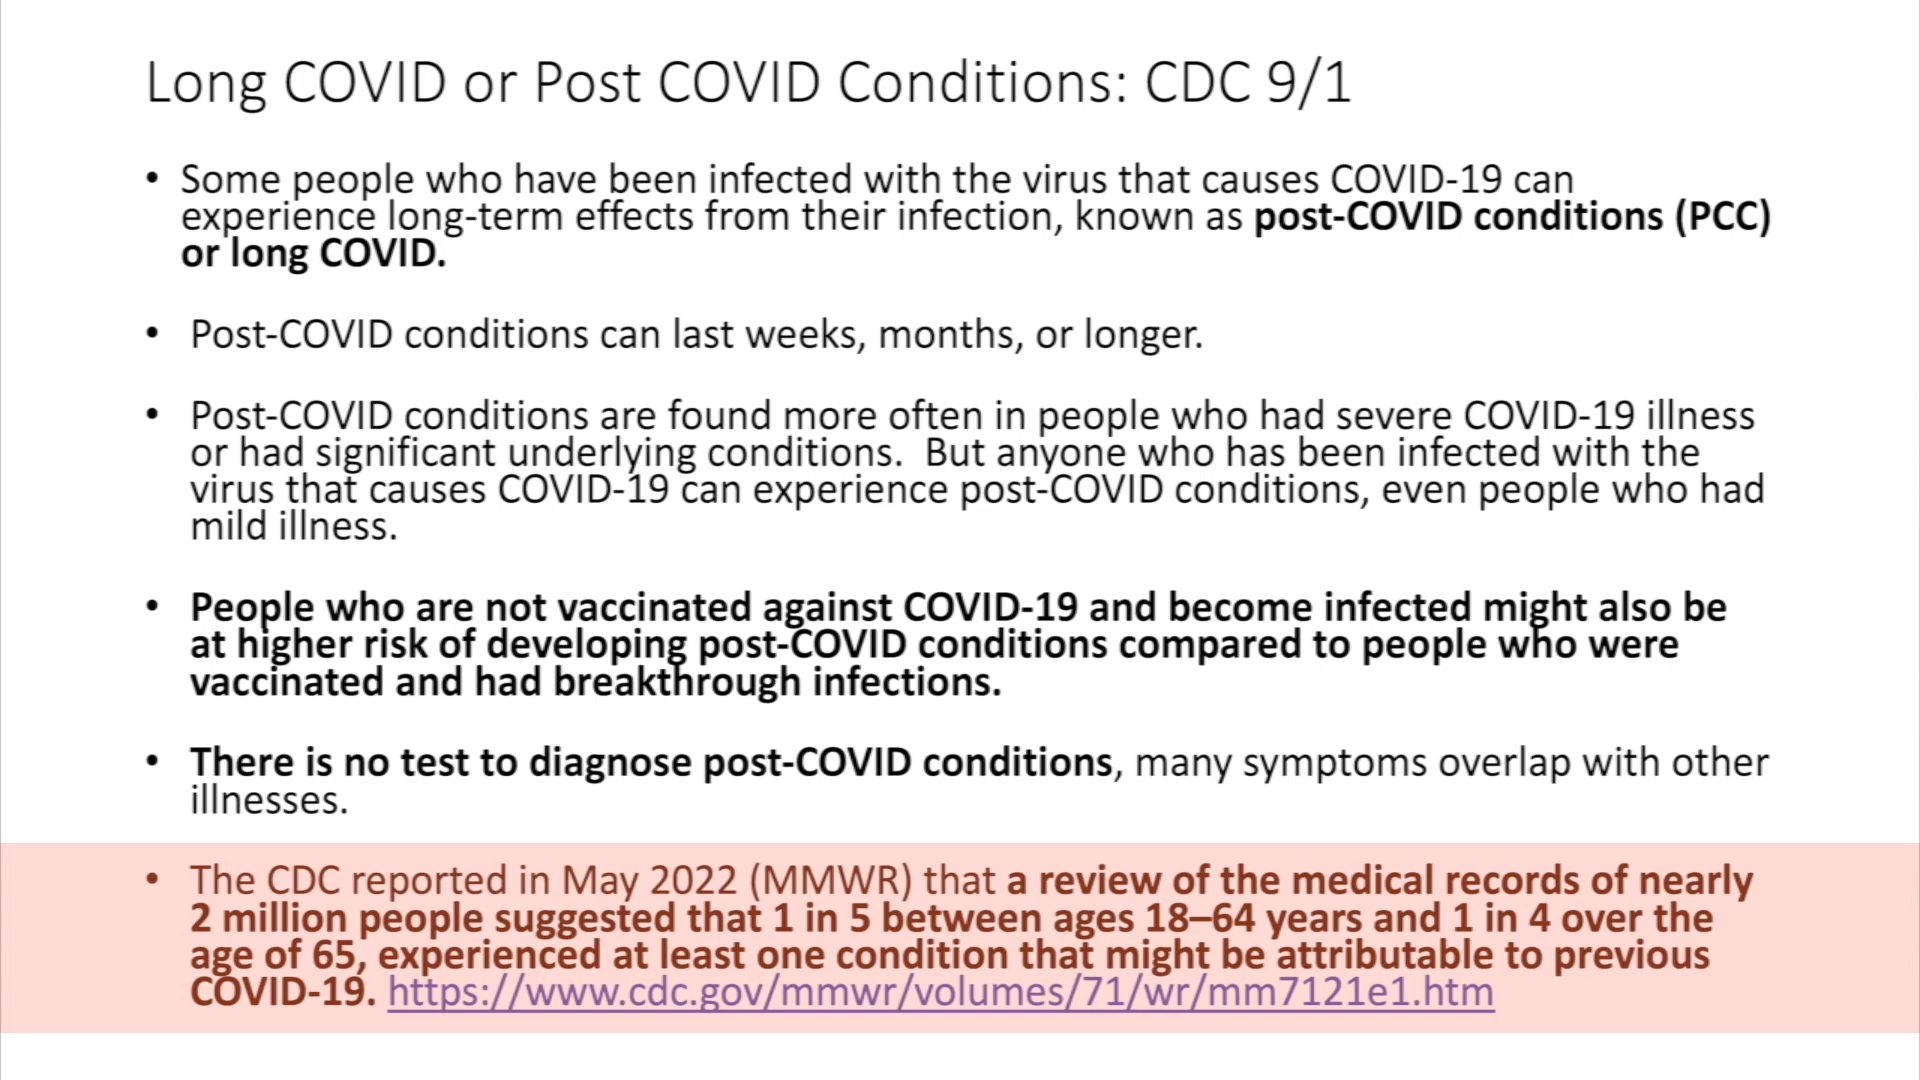 Long COVID or Post COVID Conditions: CDC 9/1
• Some people who have been infected with the virus that causes COVID-19 can
experience long-term effects from their infection, known as post-COVID conditions (PCC)
or long COVID.
• Post-COVID conditions can last weeks, months, or longer.
• Post-COVID conditions are found more often in people who had severe COVID-19 illness
or had significant underlying conditions.  But anyone who has been infected with the
virus that causes COVID-19 can experience post-COVID conditions, even people who had
mild illness.
• People who are not vaccinated against COVID-19 and become infected might also be
at higher risk of developing post-COVID conditions compared to people who were
vaccinated and had breakthrough infections.
• There is no test to diagnose post-COVID conditions, many symptoms overlap with other
illnesses.
• The CDC reported in May 2022 (MMWR) that a review of the medical records of nearly
2 million people suggested that 1 in 5 between ages 18–64 years and 1 in 4 over the
age of 65, experienced at least one condition that might be attributable to previous
COVID-19. https://www.cdc.gov/mmwr/volumes/71/wr/mm7121e1.htm